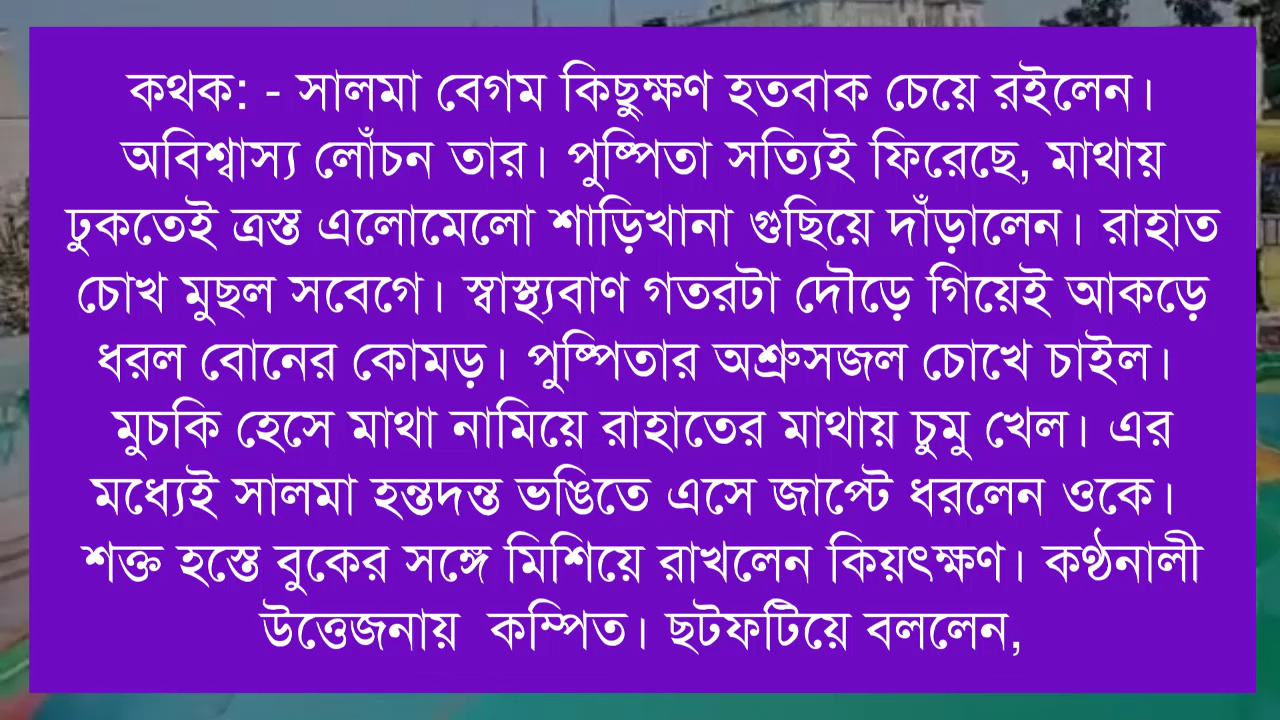 কথক: - সালমা বেগম কিছুক্ষণ হতবাক চেয়ে রইলেন।
অবিশ্বাস্য লোঁচন তার। পুষ্পিতা সত্যিই ফিরেছে, মাথায়
ঢুকতেই ত্রস্ত এলোমেলো শাড়িখানা গুছিয়ে দাঁড়ালেন। রাহাত
চোখ মুছল সবেগে। স্বাস্থ্যবাণ গতরটা দৌড়ে গিয়েই আকড়ে
ধরল বোনের কোমড়। পুষ্পিতার অশ্রুসজল চোখে চাইল।
মুচকি হেসে মাথা নামিয়ে রাহাতের মাথায় চুমু খেল। এর
মধ্যেই সালমা হন্তদন্ত ভঙিতে এসে জাপ্টে ধরলেন ওকে।
শক্ত হস্তে বুকের সঙ্গে মিশিয়ে রাখলেন কিয়ৎক্ষণ। কণ্ঠনালী
উত্তেজনায়  কম্পিত। ছটফটিয়ে বললেন,